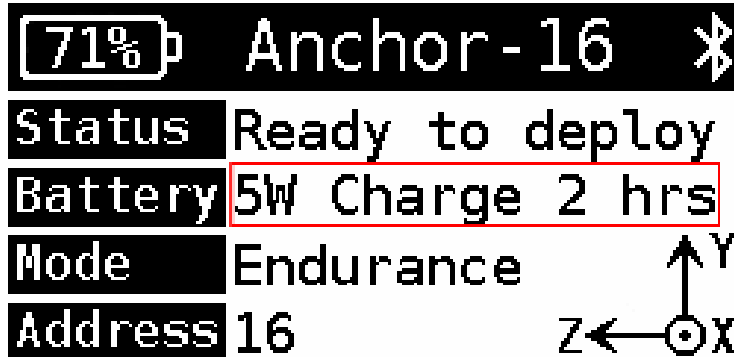 71% Anchor-16
Status Ready to deploy
Battery 5W Charge 2 hrs
Mode Endurance
Y
Address 16 Z X